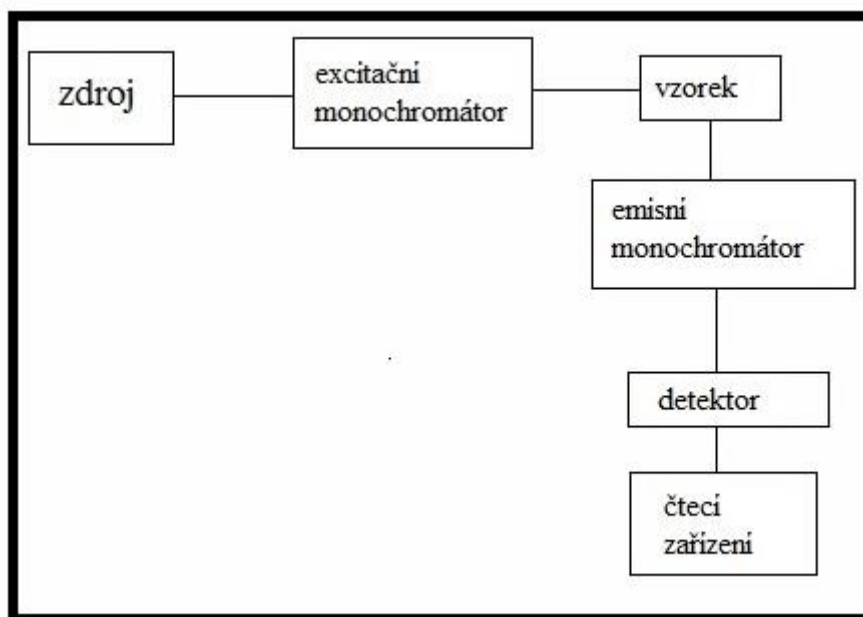 zdroj
excitační
monochromátor
vzorek
emisní
monochromátor
detektor
čtecí
zařízení